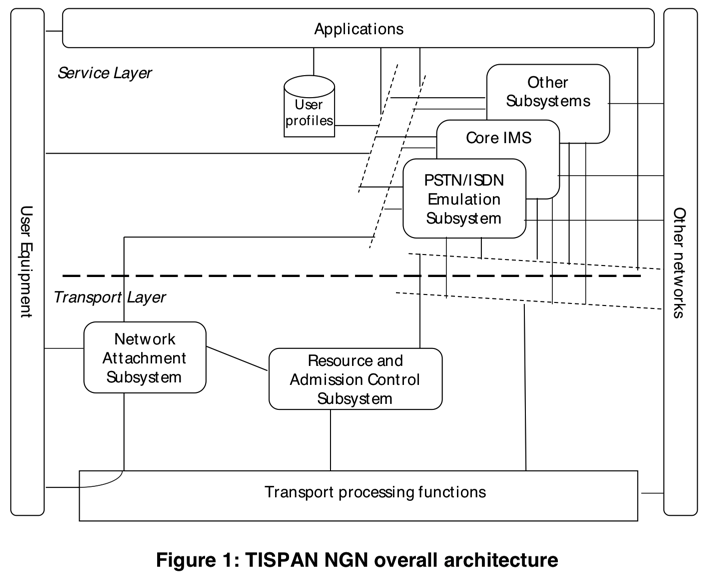 Applications
Service Layer
User
profiles
Other
Subsystems
Core IMS
PSTN/ISDN
Emulation
Subsystem
User Equipment
Other networks
Transport Layer
Network
Attachment
Subsystem
Resource and
Admission Control
Subsystem
Transport processing functions
Figure 1: TISPAN NGN overall architecture